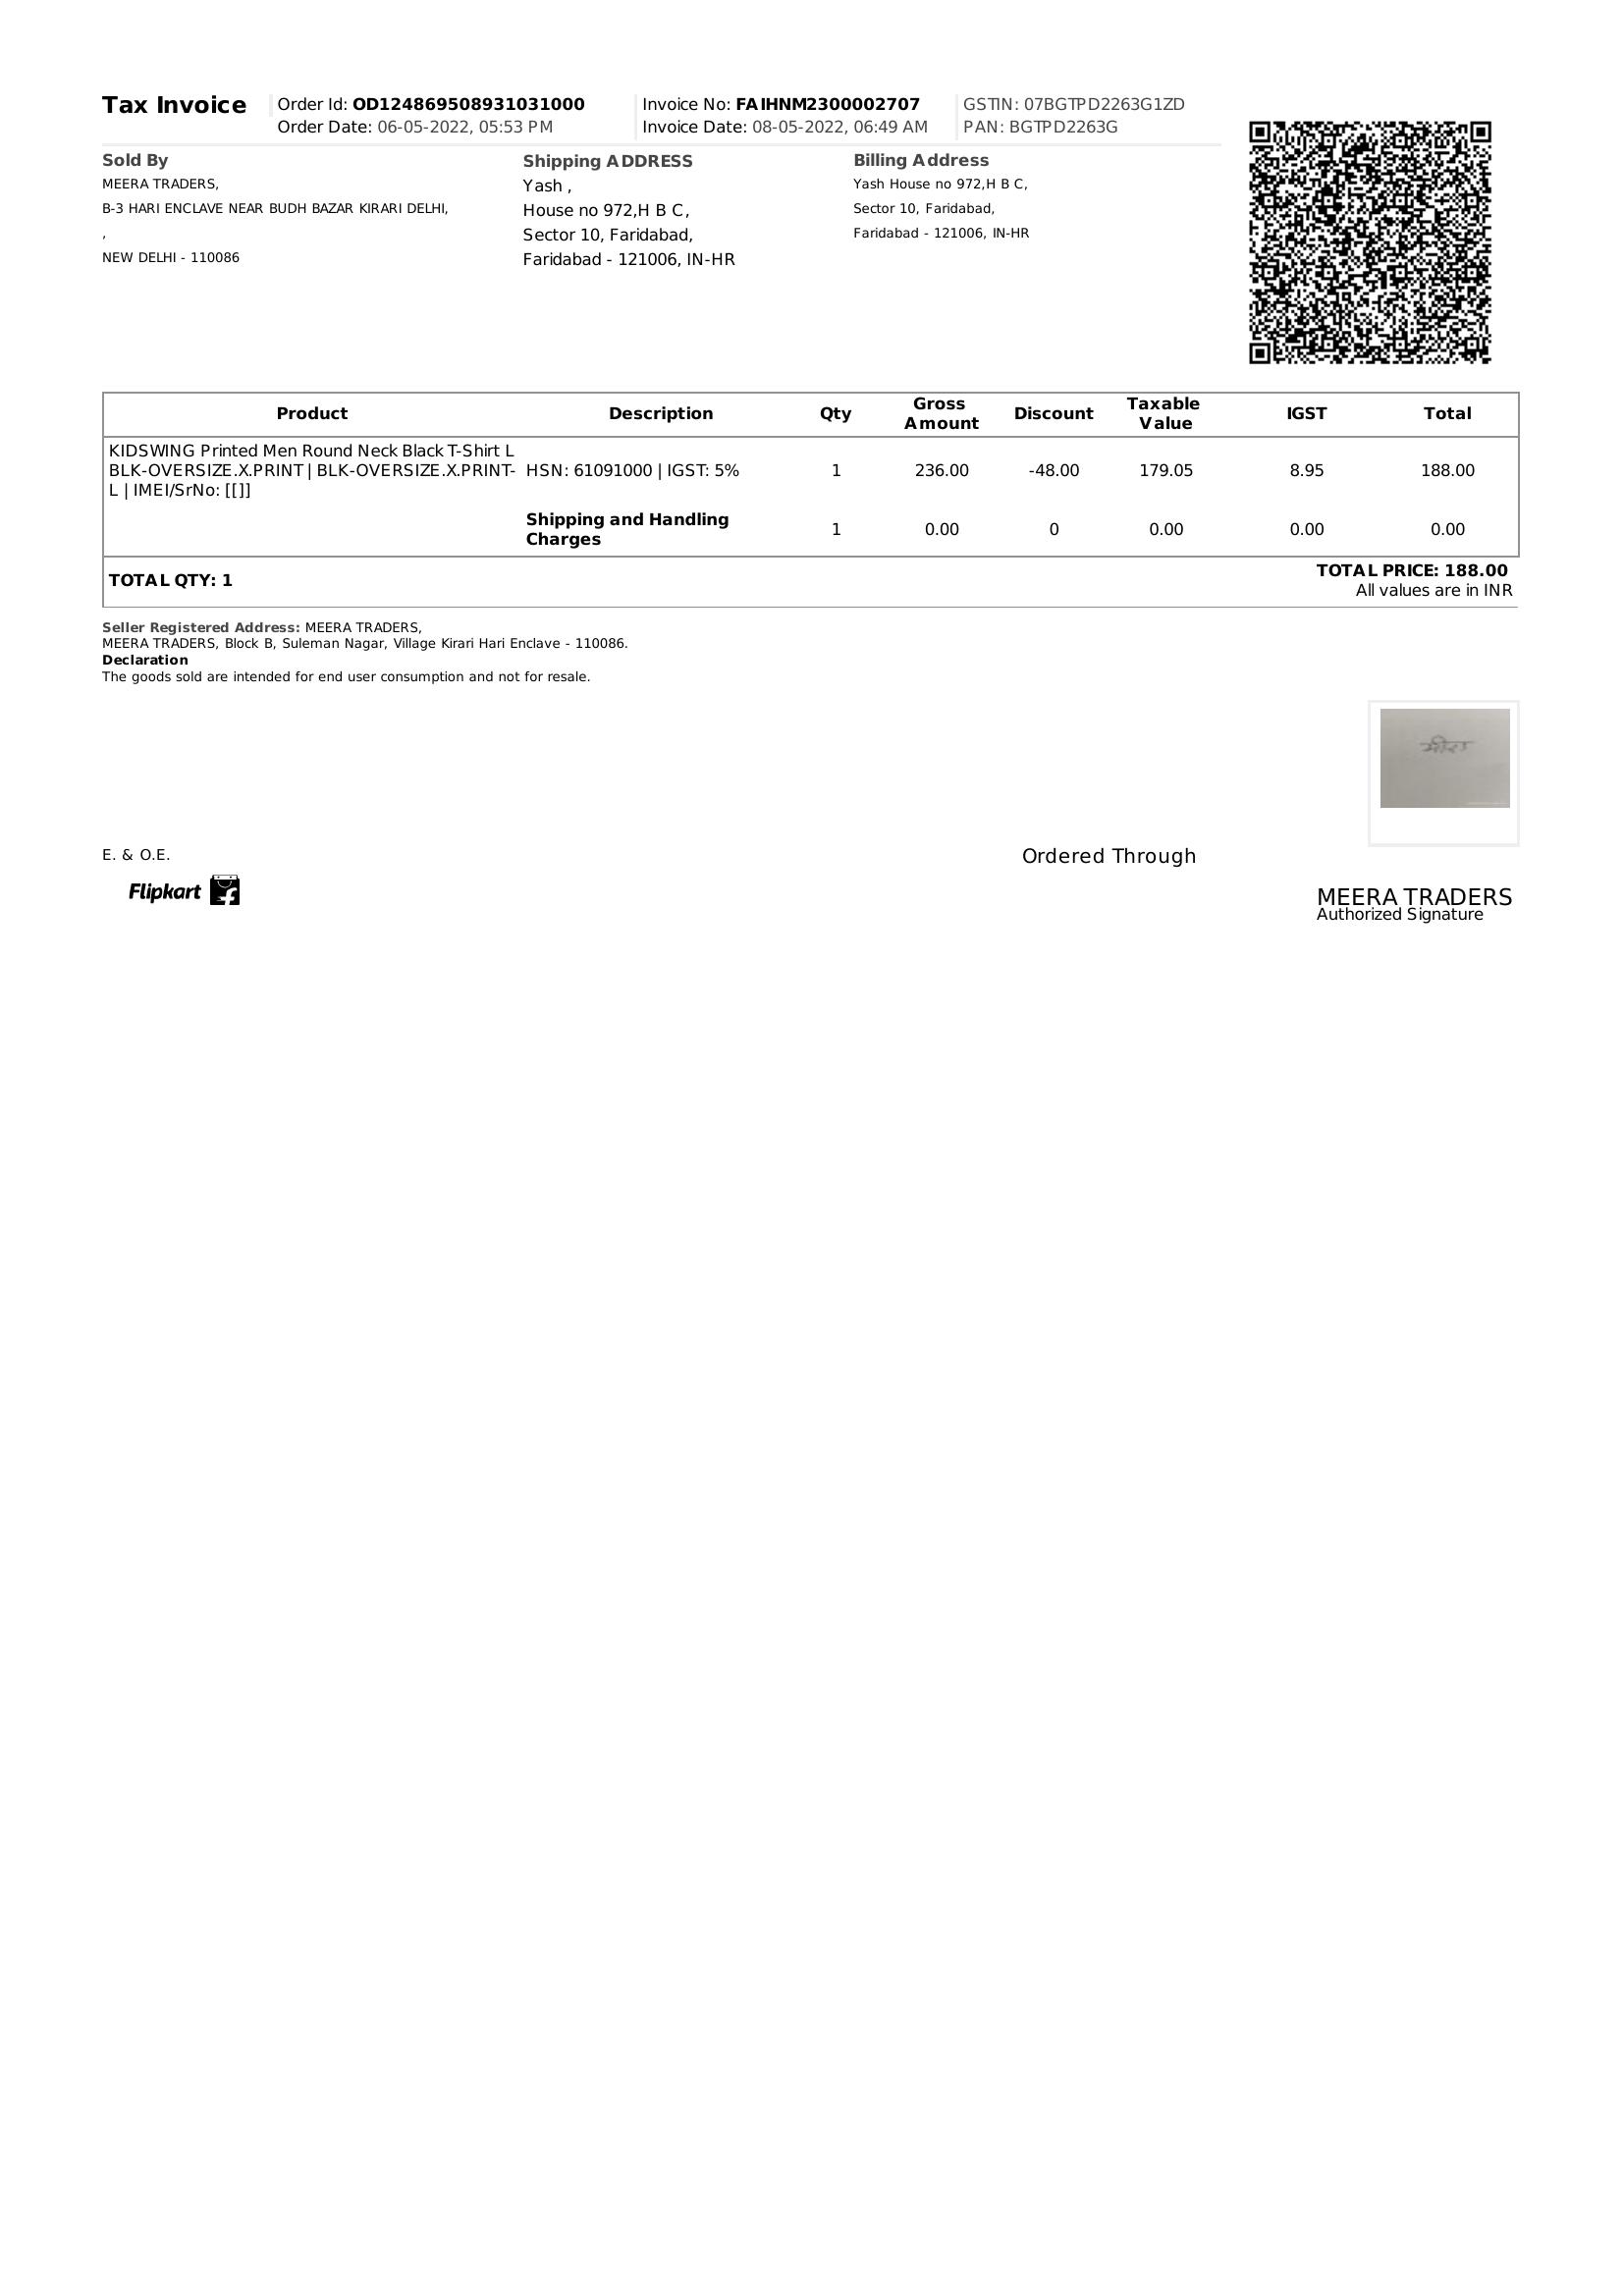 Tax Invoice
Order Id: OD124869508931031000
Order Date: 06-05-2022, 05:53 PM
Invoice No: FAIHNM2300002707
Invoice Date: 08-05-2022, 06:49 AM
GSTIN: 07BGTPD2263G1ZD
PAN: BGTPD2263G
Sold By
MEERA TRADERS,
B-3 HARI ENCLAVE NEAR BUDH BAZAR KIRARI DELHI,
,
NEW DELHI - 110086
Shipping ADDRESS
Yash ,
House no 972,H B C,
Sector 10, Faridabad,
Faridabad - 121006, IN-HR
Billing Address
Yash House no 972,H B C,
Sector 10, Faridabad,
Faridabad - 121006, IN-HR
Product Description Qty Gross Amount Discount Taxable Value IGST Total
KIDSWING Printed Men Round Neck Black T-Shirt L
BLK-OVERSIZE.X.PRINT | BLK-OVERSIZE.X.PRINT-
L | IMEI/SrNo: [[]]
HSN: 61091000 | IGST: 5% 1 236.00 -48.00 179.05 8.95 188.00
Shipping and Handling
Charges
1 0.00 0 0.00 0.00 0.00
TOTAL QTY: 1
TOTAL PRICE: 188.00
All values are in INR
Seller Registered Address: MEERA TRADERS,
MEERA TRADERS, Block B, Suleman Nagar, Village Kirari Hari Enclave - 110086.
Declaration
The goods sold are intended for end user consumption and not for resale.
मीरा
E. & O.E.
Ordered Through
Flipkart
MEERA TRADERS
Authorized Signature